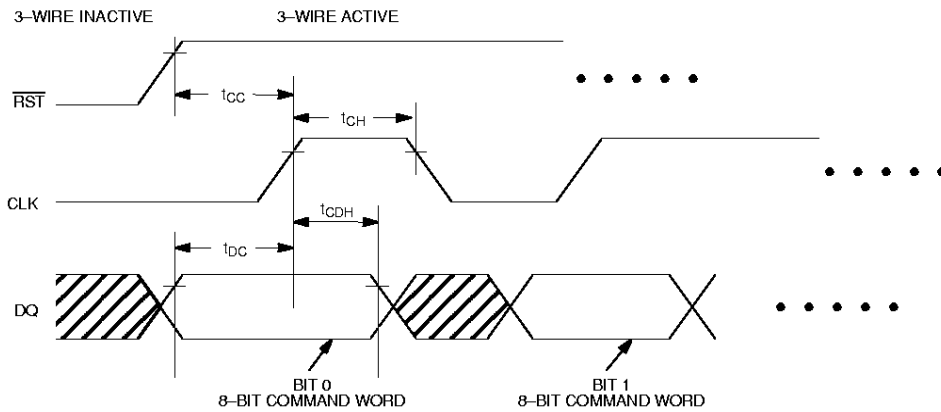 3–WIRE INACTIVE
3–WIRE ACTIVE
RST
tCC
tCH
CLK
tCDH
tDC
DQ
BIT 0
8–BIT COMMAND WORD
BIT 1
8–BIT COMMAND WORD